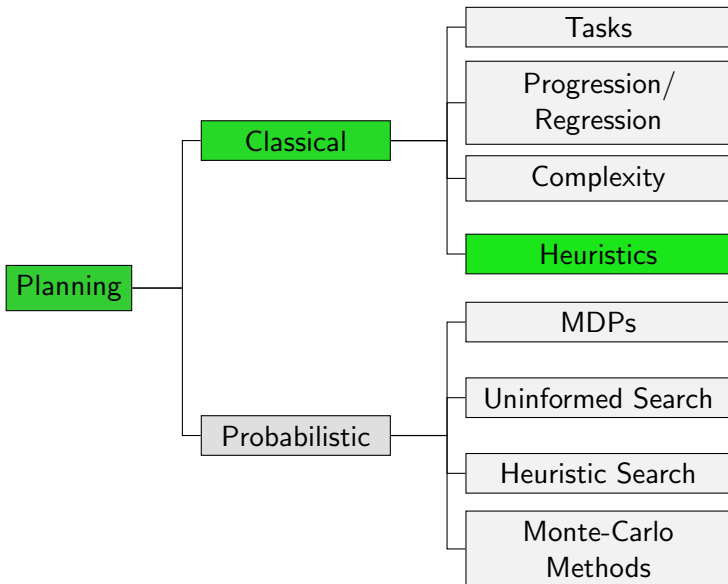 Tasks
Progression/
Regression
Classical
Complexity
Heuristics
Planning
MDPs
Uninformed Search
Probabilistic
Heuristic Search
Monte-Carlo
Methods